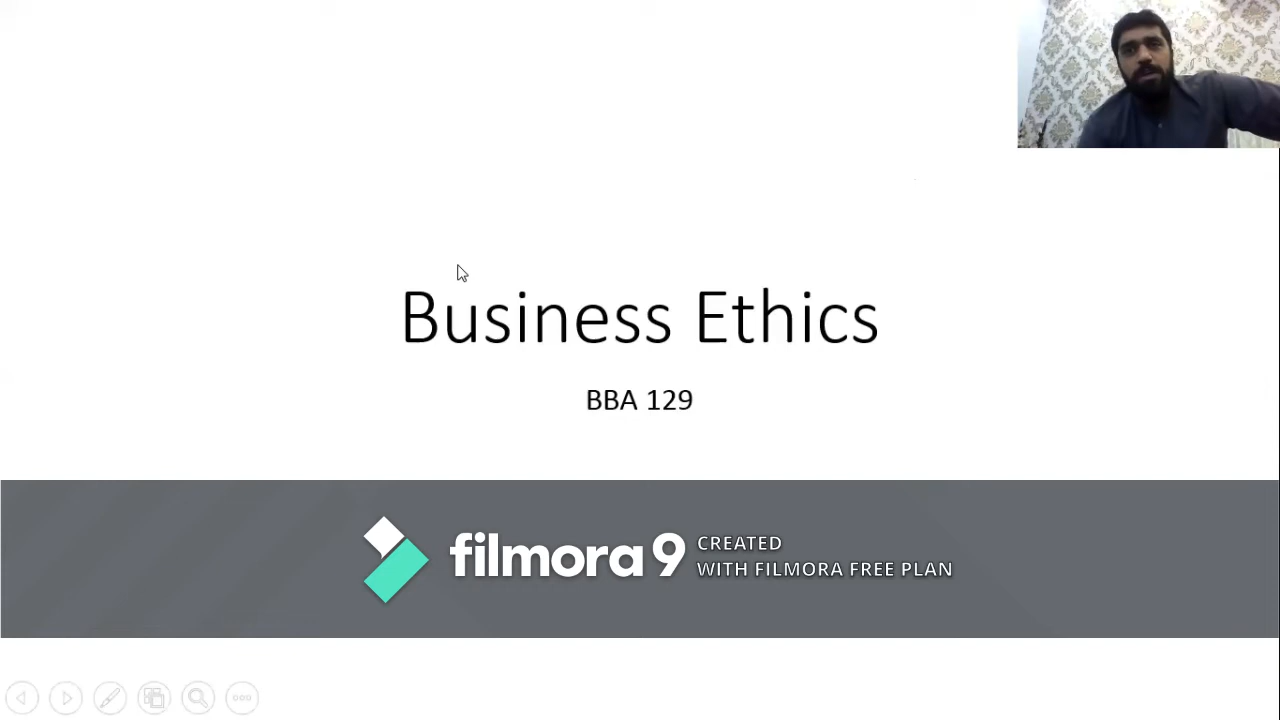 Business Ethics
BBA 129
filmora 9
CREATED
WITH FILMORA FREE PLAN